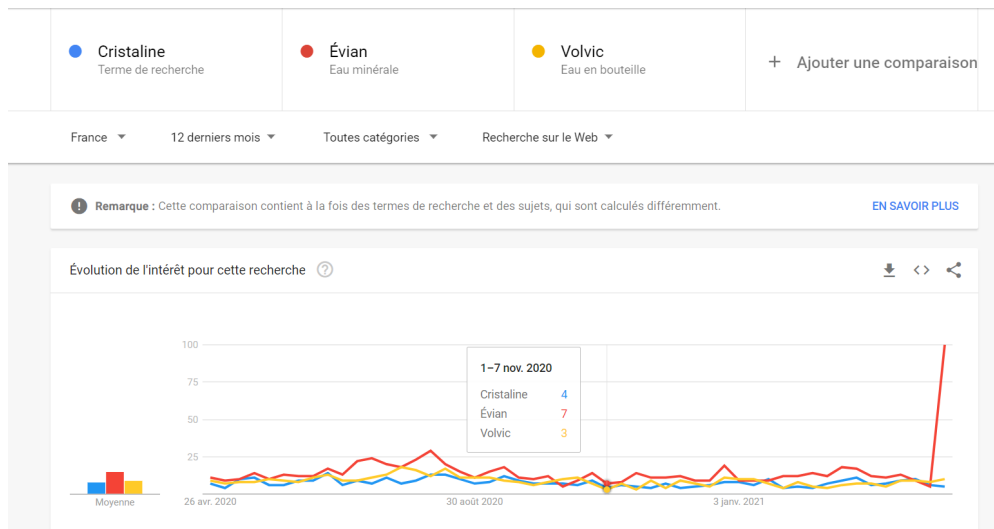 Cristaline
Terme de recherche
Évian
Eau minérale
Volvic
Eau en bouteille
+ Ajouter une comparaison
France
12 derniers mois
Toutes catégories
Recherche sur le Web
Remarque : Cette comparaison contient à la fois des termes de recherche et des sujets, qui sont calculés différemment.
EN SAVOIR PLUS
Évolution de l'intérêt pour cette recherche
100
75
50
25
1–7 nov. 2020
Cristaline 4
Évian 7
Volvic 3
Moyenne
26 avr. 2020
30 août 2020
3 janv. 2021